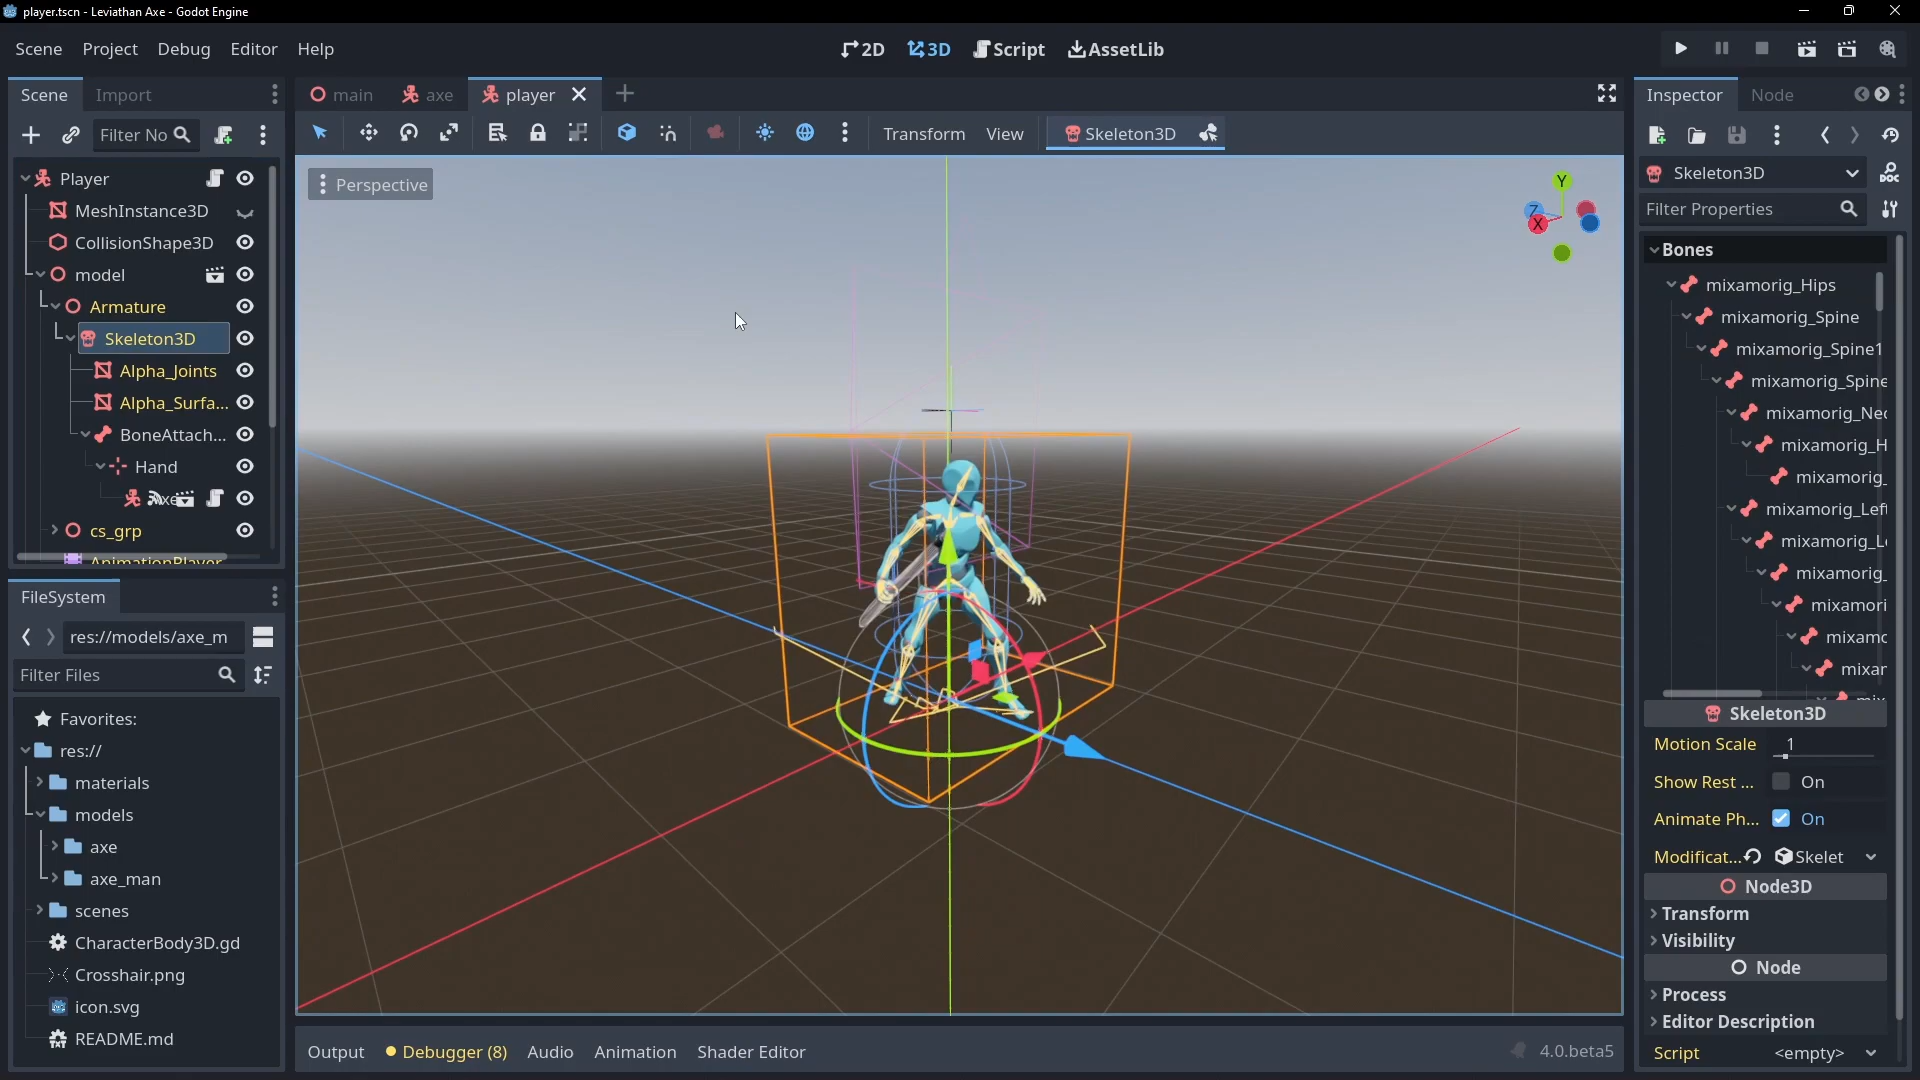 player.tscn - Leviathan Axe - Godot Engine
Scene Project Debug Editor Help
2D 3D Script AssetLib
Scene Import
Filter No
Player
MeshInstance3D
CollisionShape3D
model
Armature
Skeleton3D
Alpha_Joints
Alpha_Surfa...
BoneAttach...
Hand
Axe
cs_grp
AnimationPlayer
FileSystem
res://models/axe_m
Filter Files
Favorites:
res://
materials
models
axe
axe_man
scenes
CharacterBody3D.gd
Crosshair.png
icon.svg
README.md
main axe player
Transform View Skeleton3D
Perspective
Y
Z
X
Output Debugger (8) Audio Animation Shader Editor 4.0.beta5
Inspector Node
Skeleton3D
DOC
Filter Properties
Bones
mixamorig_Hips
mixamorig_Spine
mixamorig_Spine1
mixamorig_Spine
mixamorig_Nec
mixamorig_H
mixamorig_
mixamorig_Left
mixamorig_Le
mixamorig_
mixamori
mixamo
mixar
Skeleton3D
Motion Scale 1
Show Rest ... On
Animate Ph... On
Modificat... Skelet
Node3D
Transform
Visibility
Node
Process
Editor Description
Script <empty>